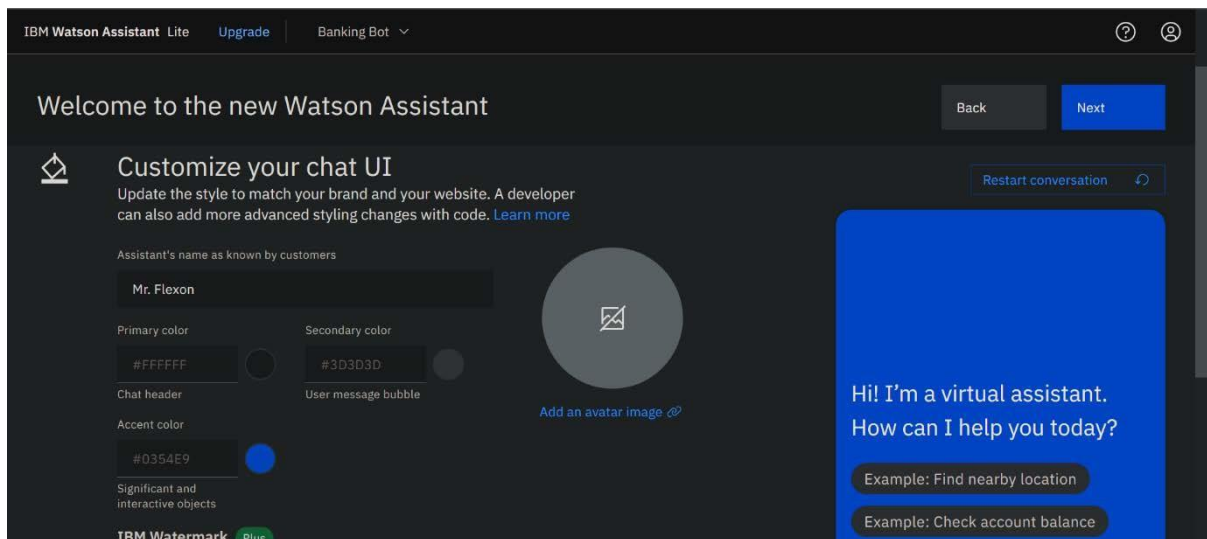 IBM Watson Assistant Lite Upgrade Banking Bot
Welcome to the new Watson Assistant
Back Next
Customize your chat UI
Update the style to match your brand and your website. A developer
can also add more advanced styling changes with code. Learn more
Restart conversation
Assistant's name as known by customers
Mr. Flexon
Primary color Secondary color
#FFFFFF #3D3D3D
Chat header User message bubble
Add an avatar image
Accent color
#0354E9
Significant and
interactive objects
IBM Watermark Plus
Hi! I'm a virtual assistant.
How can I help you today?
Example: Find nearby location
Example: Check account balance